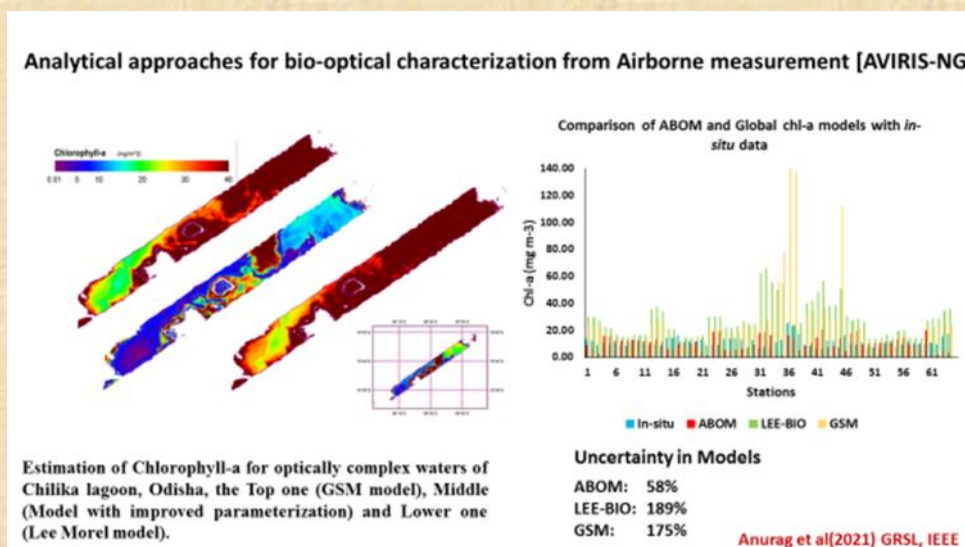 Analytical approaches for bio-optical characterization from Airborne measurement [AVIRIS-NG
Chlorophyll-a (mg/m^3)
0.01 5 10 20 30 40
Comparison of ABOM and Global chl-a models with in-
situ data
Chl-a (mg m-3)
140.00
120.00
100.00
80.00
60.00
40.00
20.00
0.00
1 6 11 16 21 26 31 36 41 46 51 56 61
Stations
In-situ ABOM LEE-BIO GSM
Estimation of Chlorophyll-a for optically complex waters of
Chilika lagoon, Odisha, the Top one (GSM model), Middle
(Model with improved parameterization) and Lower one
(Lee Morel model).
Uncertainty in Models
ABOM: 58%
LEE-BIO: 189%
GSM: 175%
Anurag et al(2021) GRSL, IEEE